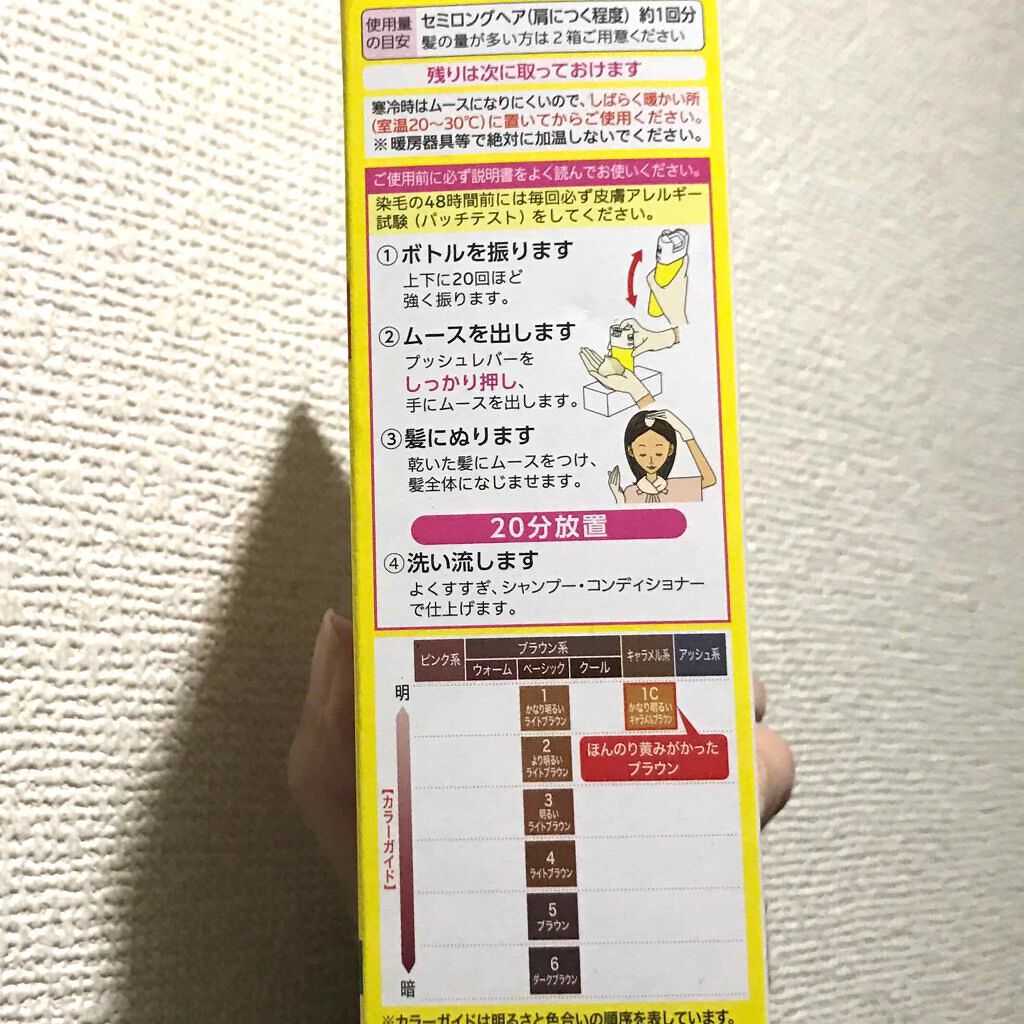 使用量
の目安
セミロングヘア(肩につく程度) 約1回分
髪の量が多い方は2箱ご用意ください
残りは次に取っておけます
寒冷時はムースになりにくいので、しばらく暖かい所
(室温20〜30℃)に置いてからご使用ください。
※暖房器具等で絶対に加温しないでください。
ご使用前に必ず説明書をよく読んでお使いください。
染毛の48時間前には毎回必ず皮膚アレルギー
試験(パッチテスト)をしてください。
①ボトルを振ります
上下に20回ほど
強く振ります。
②ムースを出します
プッシュレバーを
しっかり押し、
手にムースを出します。
③髪にぬります
乾いた髪にムースをつけ、
髪全体になじませます。
20分放置
④洗い流します
よくすすぎ、シャンプー・コンディショナー
で仕上げます。
ピンク系
ブラウン系
ウォーム
ベーシック
クール
キャラメル系
アッシュ系
明
【カラーガイド】
暗
1
かなり明るい
ライトブラウン
1C
かなり明るい
キャラメルブラウン
ほんのり黄みがかった
ブラウン
2
より明るい
ライトブラウン
3
明るい
ライトブラウン
4
ライトブラウン
5
ブラウン
6
ダークブラウン
※カラーガイドは明るさと色合いの順序を表しています。